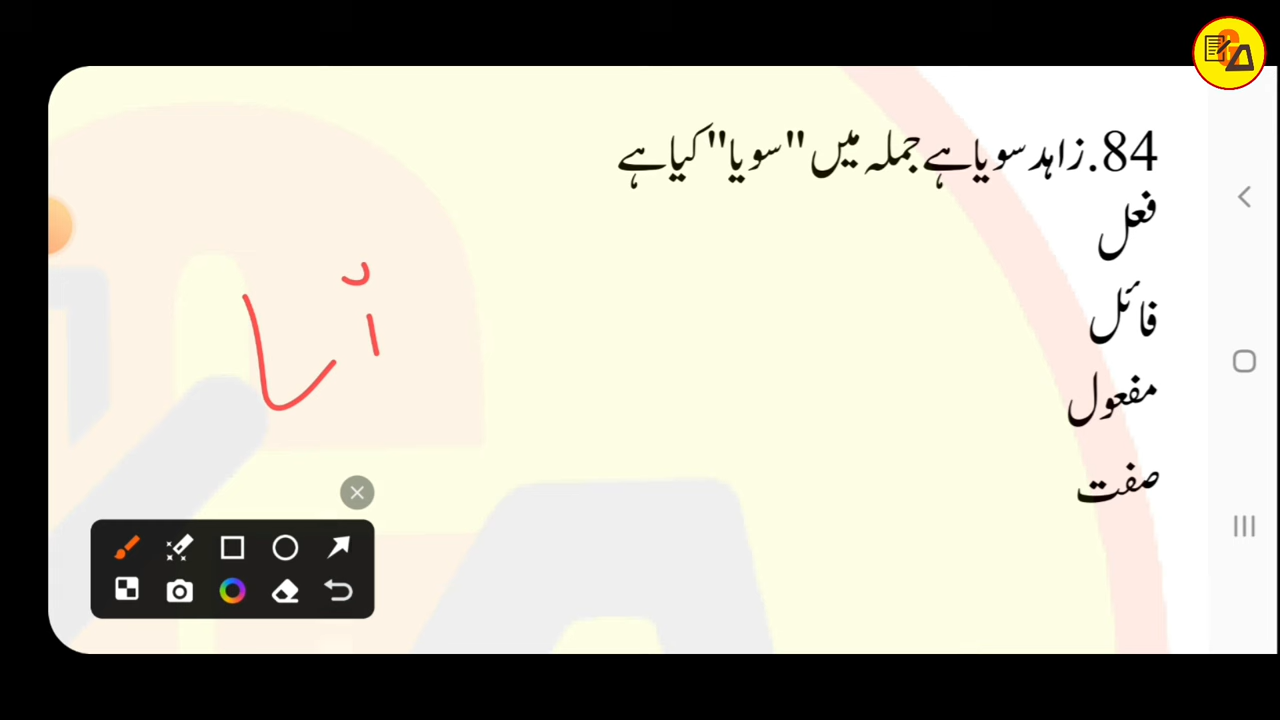 84.زاہد سویا ہے جملہ میں "سویا" کیا ہے
فعل
فائل
مفعول
صفت